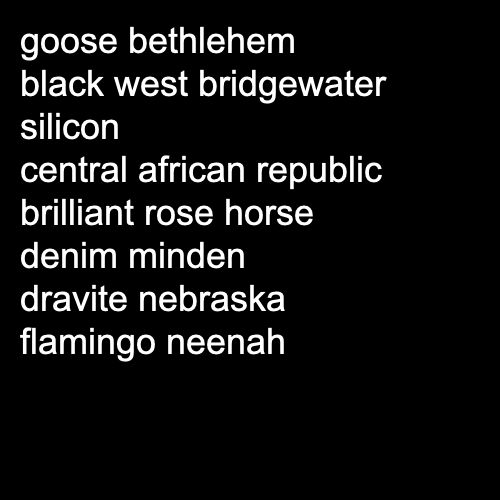 goose bethlehem
black west bridgewater
silicon
central african republic
brilliant rose horse
denim minden
dravite nebraska
flamingo neenah